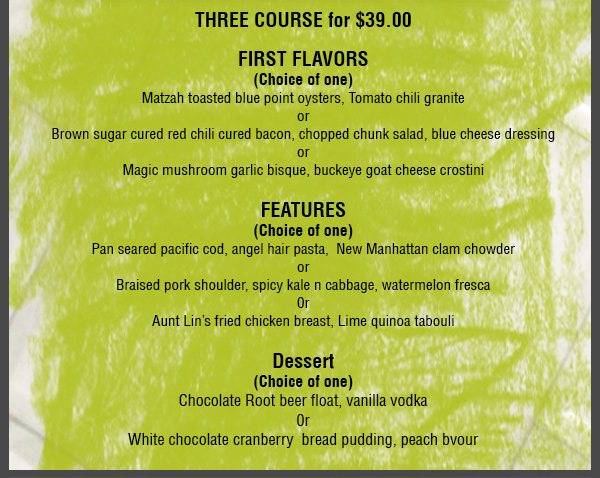 THREE COURSE for $39.00
FIRST FLAVORS
(Choice of one)
Matzah toasted blue point oysters, Tomato chili granite
or
Brown sugar cured red chili cured bacon, chopped chunk salad, blue cheese dressing
or
Magic mushroom garlic bisque, buckeye goat cheese crostini
FEATURES
(Choice of one)
Pan seared pacific cod, angel hair pasta,  New Manhattan clam chowder
or
Braised pork shoulder, spicy kale n cabbage, watermelon fresca
Or
Aunt Lin's fried chicken breast, Lime quinoa tabouli
Dessert
(Choice of one)
Chocolate Root beer float, vanilla vodka
Or
White chocolate cranberry  bread pudding, peach bvour